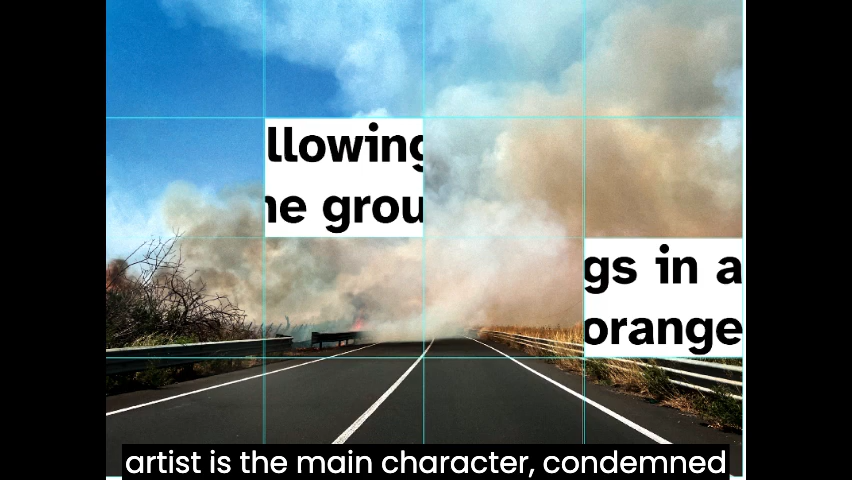 llowing
he grou
gs in a
orange
artist is the main character, condemned